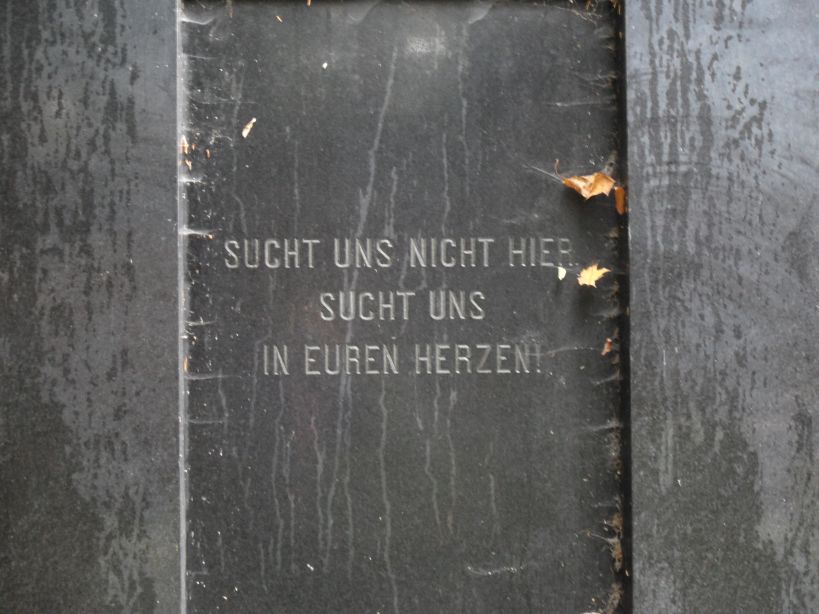 SUCHT UNS NICHT HIER.
SUCHT UNS
IN EUREN HERZEN!